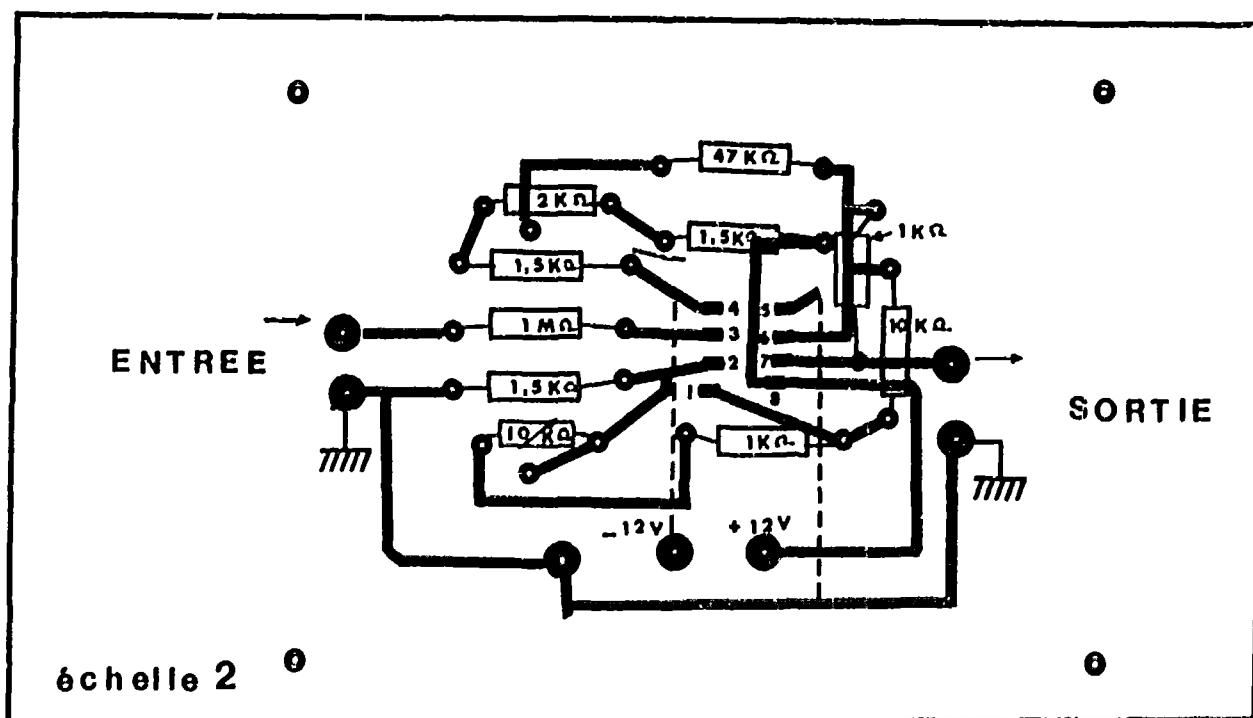 47 KΩ
2 KΩ
1,5 KΩ
1 KΩ
1,5 KΩ
4 5
1 MΩ
3 6
10 KΩ.
ENTREE
2 7
1,5 KΩ
1 8
SORTIE
10 KΩ
1 KΩ
- 12 V + 12 V
échelle 2